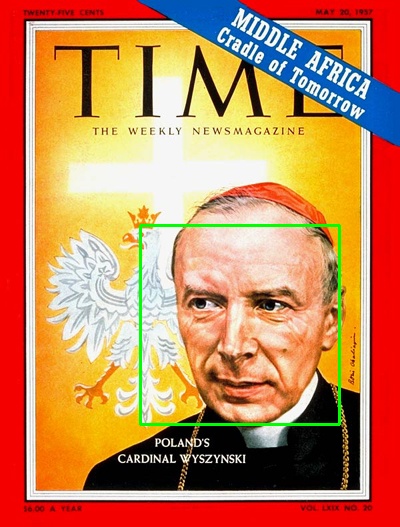 TWENTY-FIVE CENTS
MAY 20, 1957
MIDDLE AFRICA
Cradle of Tomorrow
TIME
THE WEEKLY NEWSMAGAZINE
POLAND'S
CARDINAL WYSZYNSKI
$6.00 A YEAR
VOL. LXIX NO. 20